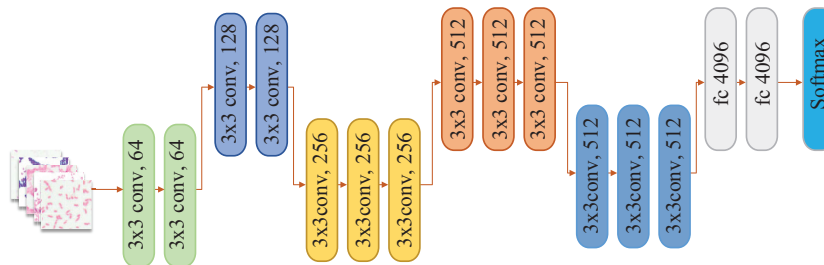 3x3 conv, 64
3x3 conv, 64
3x3 conv, 128
3x3 conv, 128
3x3conv, 256
3x3conv, 256
3x3conv, 256
3x3 conv, 512
3x3 conv, 512
3x3 conv, 512
3x3conv, 512
3x3conv, 512
3x3conv, 512
fc 4096
fc 4096
Softmax